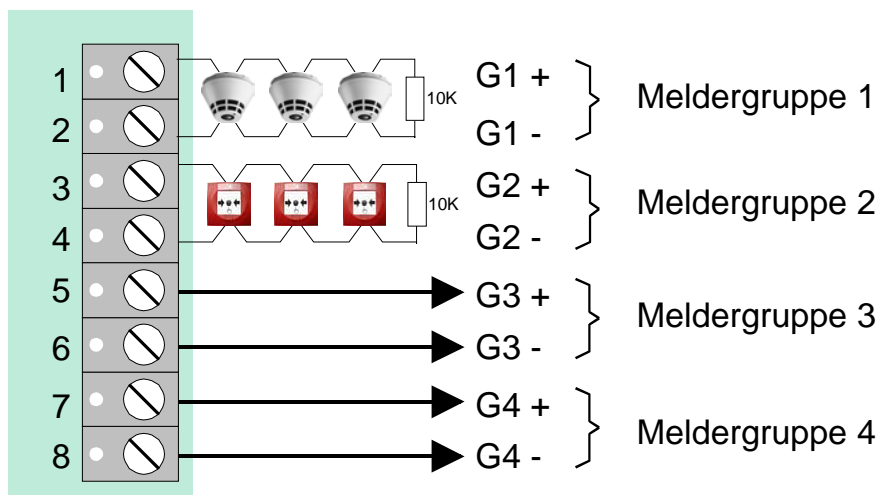 1
2
3
4
5
6
7
8
10K
10K
G1 +
G1 -
G2 +
G2 -
G3 +
G3 -
G4 +
G4 -
Meldergruppe 1
Meldergruppe 2
Meldergruppe 3
Meldergruppe 4